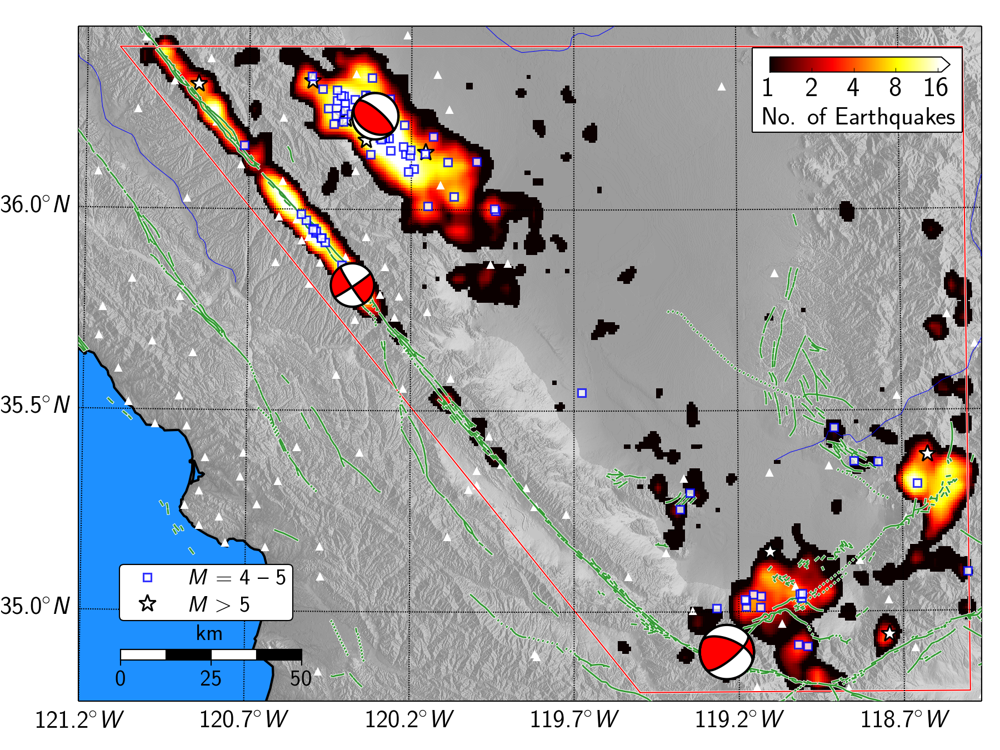 1 2 4 8 16
No. of Earthquakes
36.0°N
35.5°N
35.0°N
M = 4 – 5
M > 5
km
0 25 50
121.2°W 120.7°W 120.2°W 119.7°W 119.2°W 118.7°W